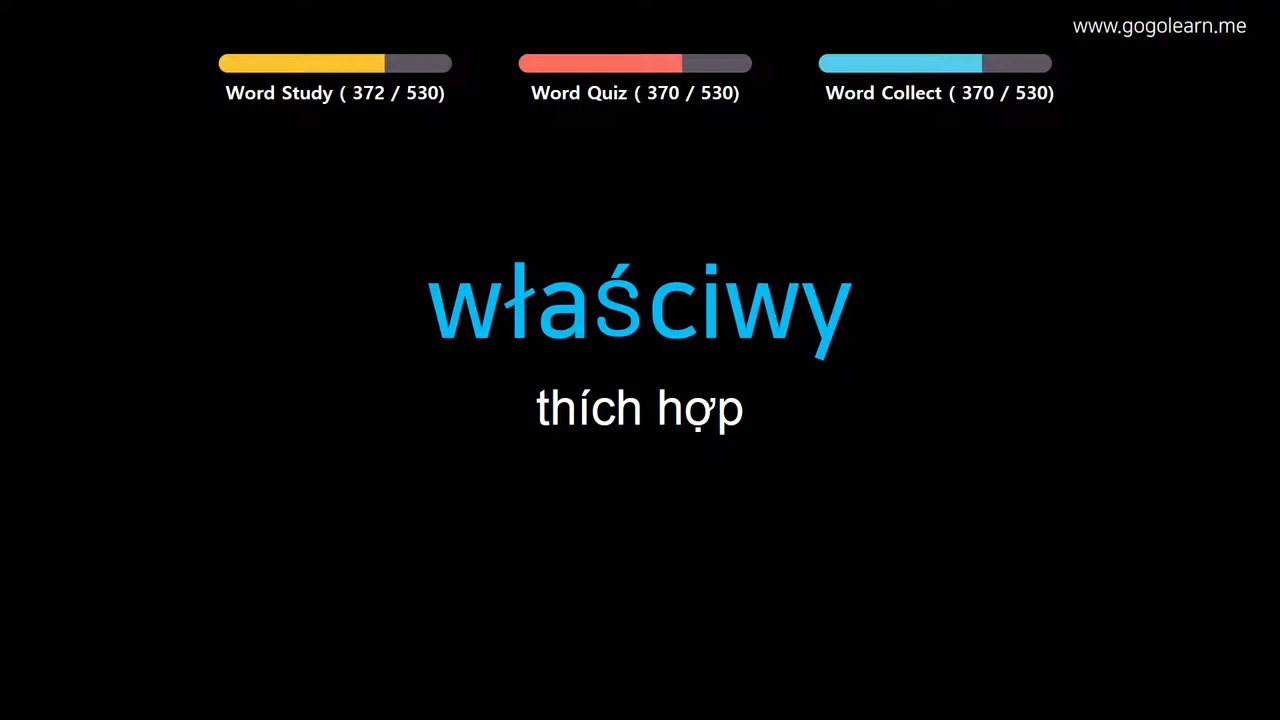 www.gogolearn.me
Word Study ( 372 / 530)
Word Quiz ( 370 / 530)
Word Collect ( 370 / 530)
właściwy
thích hợp